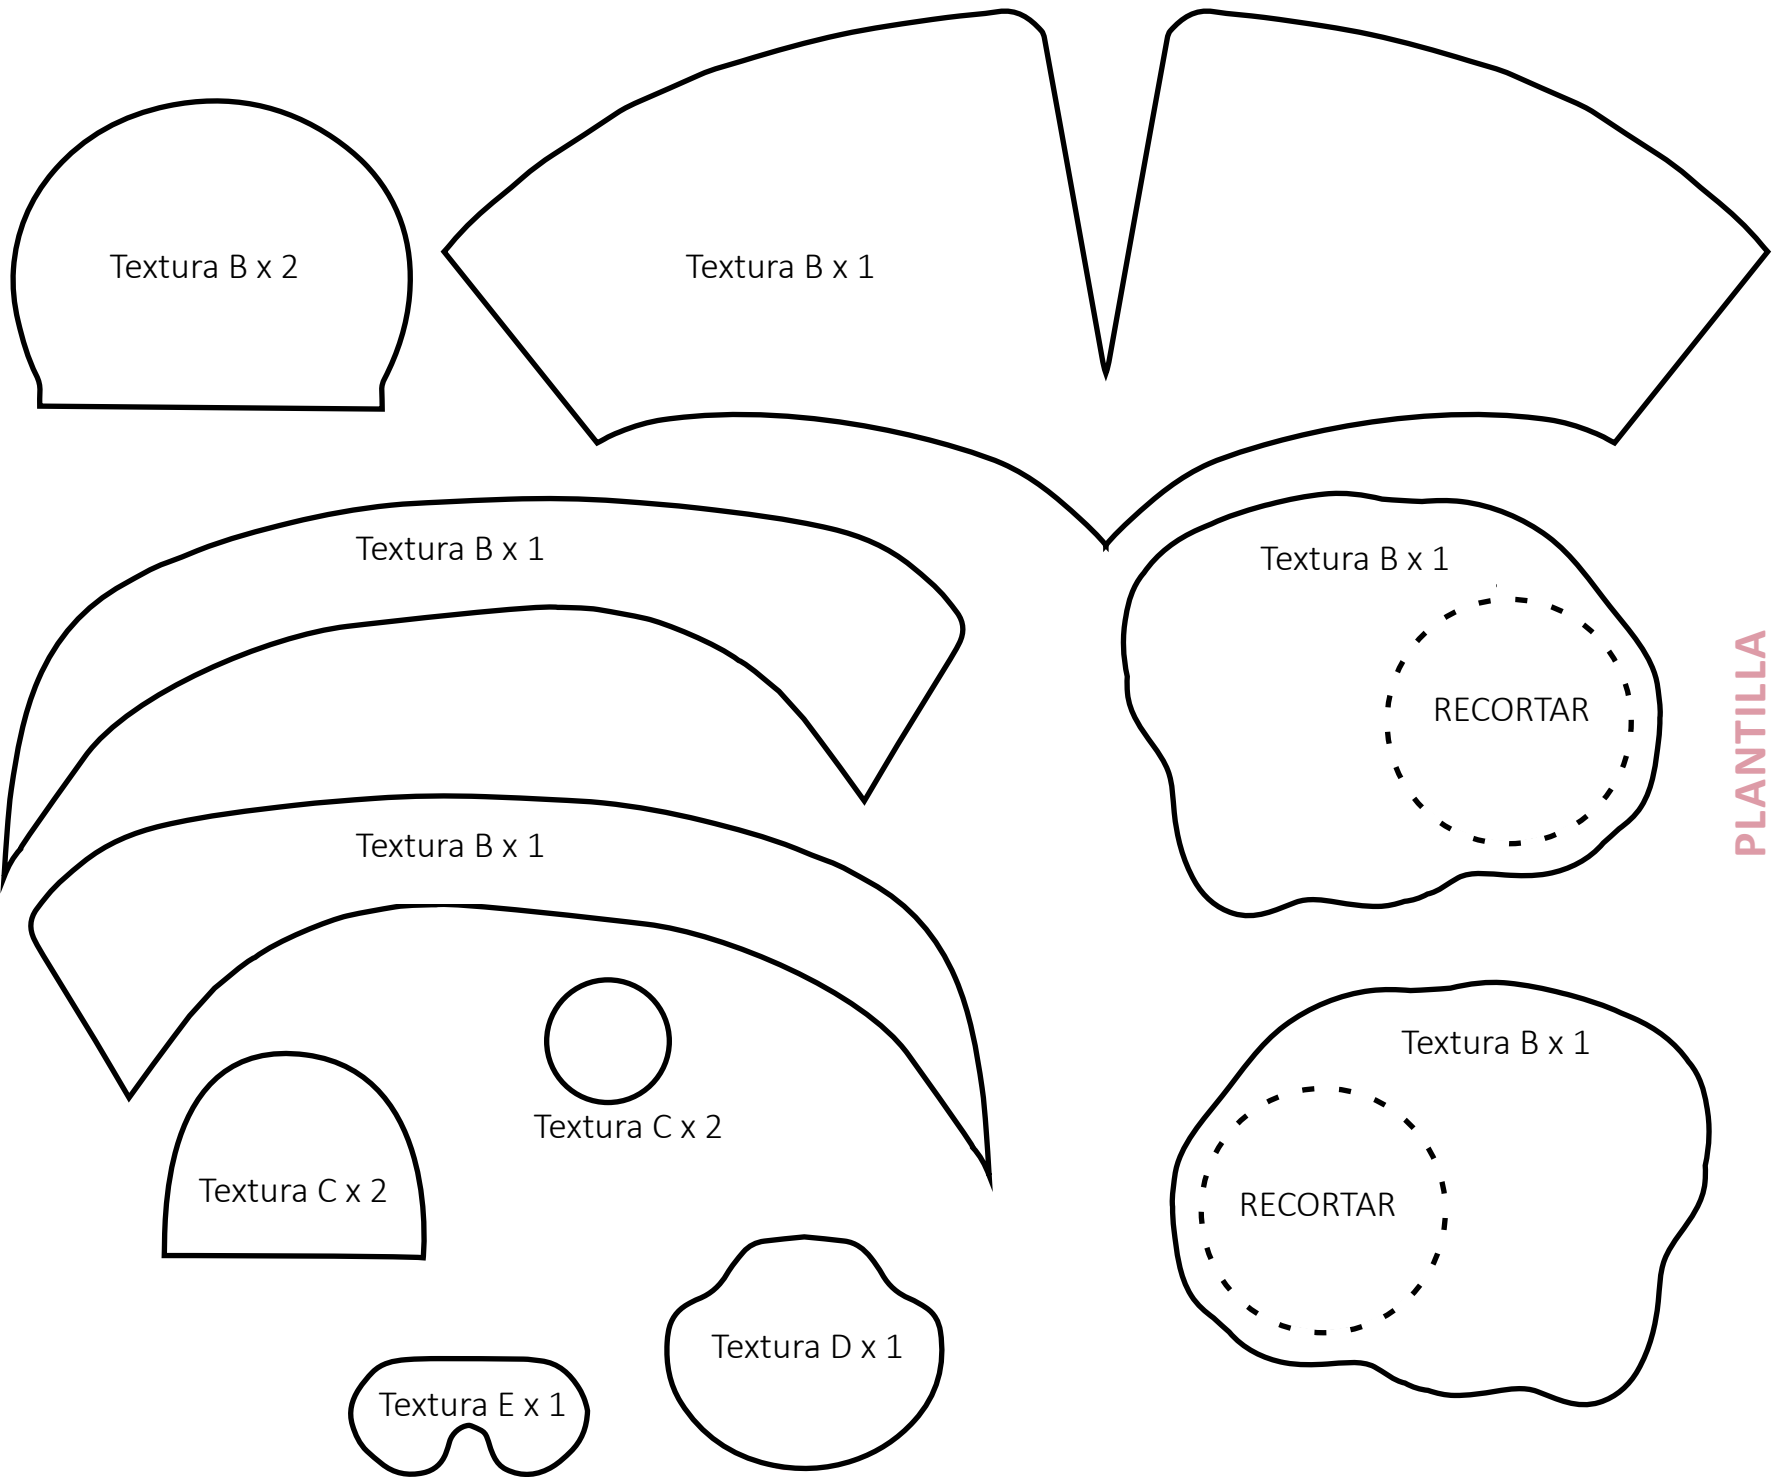 Textura B x 2
Textura B x 1
Textura B x 1
Textura B x 1
RECORTAR
PLANTILLA
Textura B x 1
Textura B x 1
Textura C x 2
Textura C x 2
RECORTAR
Textura D x 1
Textura E x 1